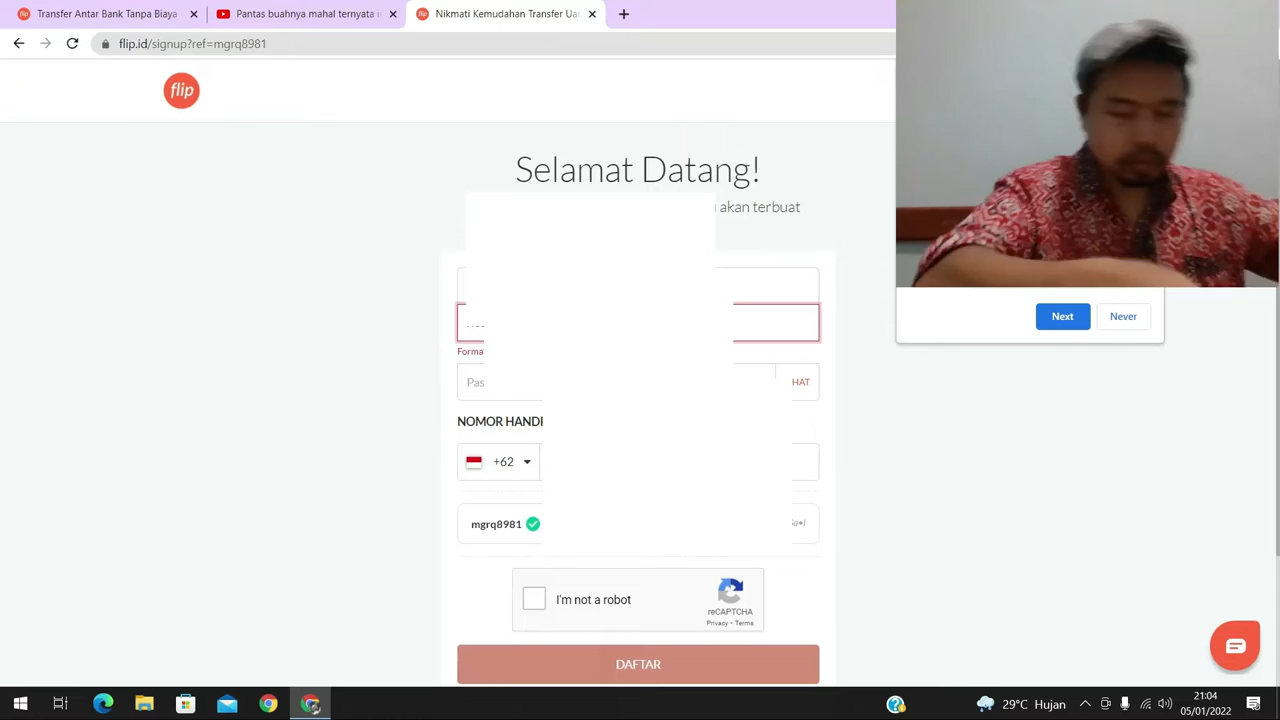 Transfer Antar Bank Tanpa Biaya
Pantas buahnya mahal ternyata i
Nikmati Kemudahan Transfer Ua
flip.id/signup?ref=mgrq8981
flip
Selamat Datang!
akan terbuat
Next
Never
Forma
Pas
HAT
NOMOR HANDI
+62
mgrq8981
I'm not a robot
reCAPTCHA
Privacy - Terms
DAFTAR
29°C Hujan
21:04
05/01/2022